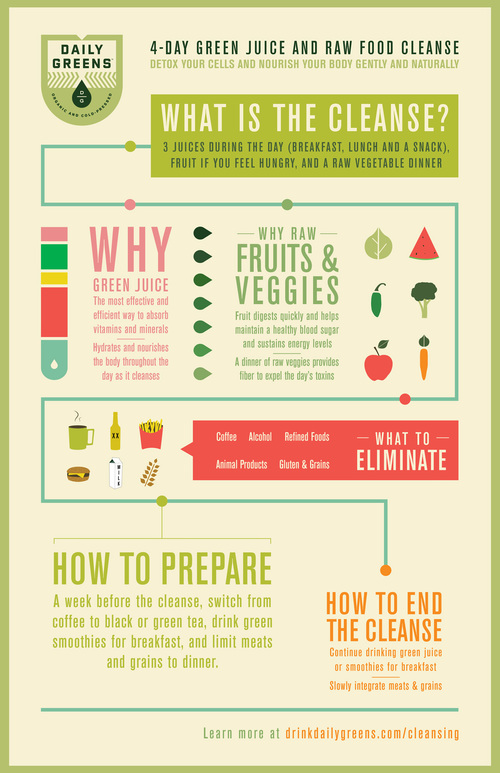 DAILY
GREENS
D
G
ORGANIC AND COLD-PRESSED
4-DAY GREEN JUICE AND RAW FOOD CLEANSE
DETOX YOUR CELLS AND NOURISH YOUR BODY GENTLY AND NATURALLY
WHAT IS THE CLEANSE?
3 JUICES DURING THE DAY (BREAKFAST, LUNCH AND A SNACK),
FRUIT IF YOU FEEL HUNGRY, AND A RAW VEGETABLE DINNER
WHY
GREEN JUICE
The most effective and
efficient way to absorb
vitamins and minerals
Hydrates and nourishes
the body throughout the
day as it cleanses
WHY RAW
FRUITS &
VEGGIES
Fruit digests quickly and helps
maintain a healthy blood sugar
and sustains energy levels
A dinner of raw veggies provides
fiber to expel the day's toxins
XX
MILK
Coffee Alcohol Refined Foods
Animal Products Gluten & Grains
WHAT TO
ELIMINATE
HOW TO PREPARE
A week before the cleanse, switch from
coffee to black or green tea, drink green
smoothies for breakfast, and limit meats
and grains to dinner.
HOW TO END
THE CLEANSE
Continue drinking green juice
or smoothies for breakfast
Slowly integrate meats & grains
Learn more at drinkdailygreens.com/cleansing